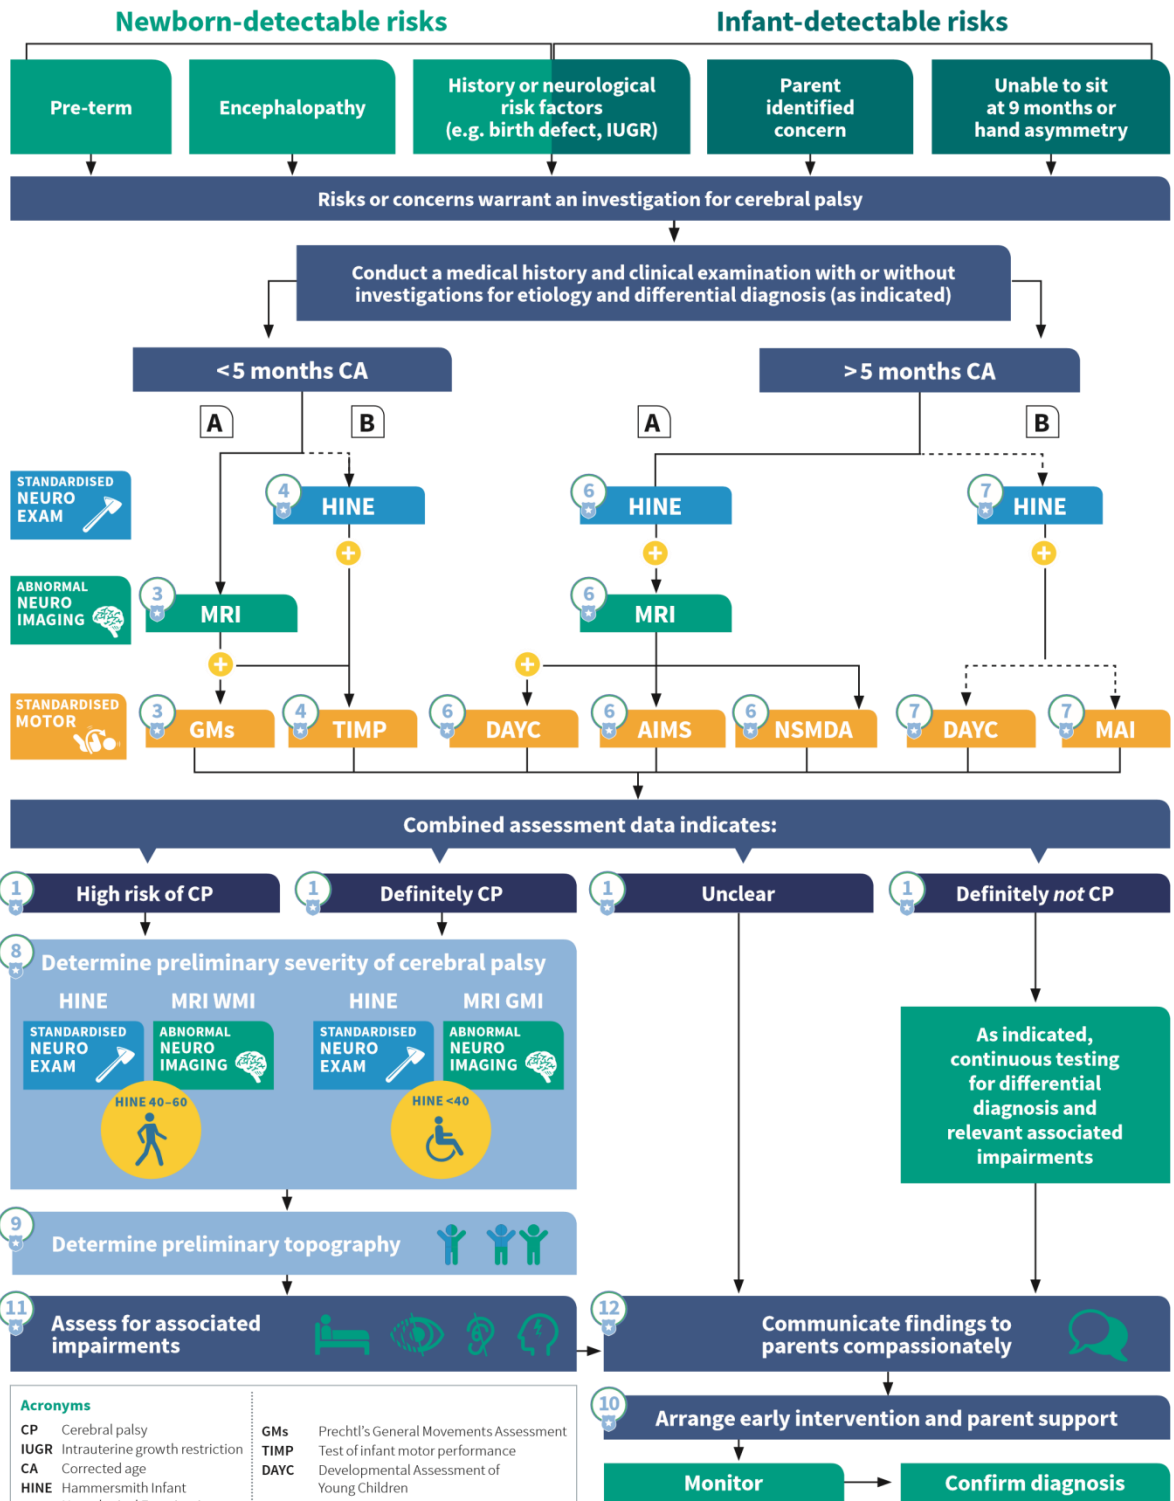 Newborn-detectable risks
Infant-detectable risks
Pre-term
Encephalopathy
History or neurological
risk factors
(e.g. birth defect, IUGR)
Parent
identified
concern
Unable to sit
at 9 months or
hand asymmetry
Risks or concerns warrant an investigation for cerebral palsy
Conduct a medical history and clinical examination with or without
investigations for etiology and differential diagnosis (as indicated)
<5 months CA
>5 months CA
A
B
A
B
STANDARDISED
NEURO
EXAM
4
HINE
6
HINE
7
HINE
+
+
+
ABNORMAL
NEURO
IMAGING
3
MRI
6
MRI
+
+
STANDARDISED
MOTOR
3
GMs
4
TIMP
6
DAYC
6
AIMS
6
NSMDA
7
DAYC
7
MAI
Combined assessment data indicates:
1
High risk of CP
1
Definitely CP
1
Unclear
1
Definitely not CP
8
Determine preliminary severity of cerebral palsy
HINE
MRI WMI
HINE
MRI GMI
STANDARDISED
NEURO
EXAM
ABNORMAL
NEURO
IMAGING
STANDARDISED
NEURO
EXAM
ABNORMAL
NEURO
IMAGING
HINE 40–60
HINE <40
As indicated,
continuous testing
for differential
diagnosis and
relevant associated
impairments
9
Determine preliminary topography
11
Assess for associated
impairments
12
Communicate findings to
parents compassionately
10
Arrange early intervention and parent support
Monitor
Confirm diagnosis
Acronyms
CP Cerebral palsy
IUGR Intrauterine growth restriction
CA Corrected age
HINE Hammersmith Infant
GMs Prechtl's General Movements Assessment
TIMP Test of infant motor performance
DAYC Developmental Assessment of
Young Children